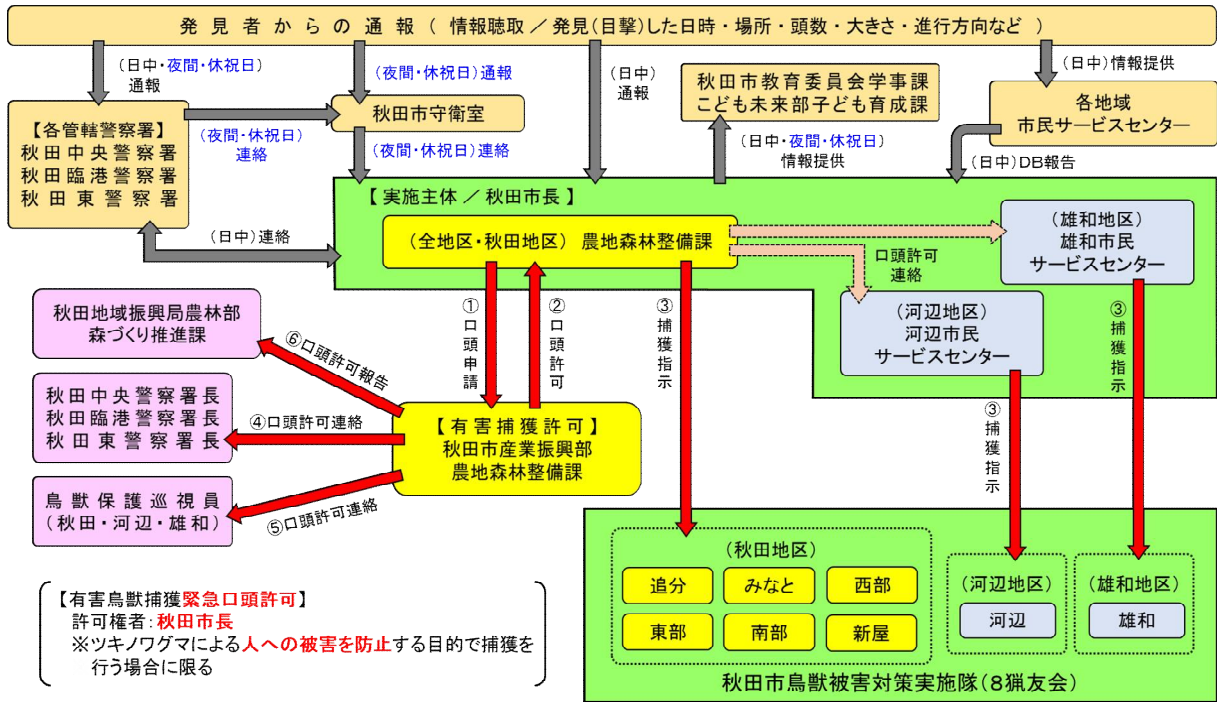 発見者からの通報(情報聴取/発見(目撃)した日時・場所・頭数・大きさ・進行方向など)
(日中・夜間・休祝日)
通報
(夜間・休祝日)通報
(日中)
通報
(日中)情報提供
【各管轄警察署】
秋田中央警察署
秋田臨港警察署
秋田東警察署
(夜間・休祝日)
連絡
秋田市守衛室
(夜間・休祝日)連絡
秋田市教育委員会学事課
こども未来部子ども育成課
(日中・夜間・休祝日)
情報提供
各地域
市民サービスセンター
(日中)DB報告
(日中)連絡
【実施主体/秋田市長】
(全地区・秋田地区) 農地森林整備課
口頭許可
連絡
(雄和地区)
雄和市民
サービスセンター
(河辺地区)
河辺市民
サービスセンター
①口頭申請
②口頭許可
③捕獲指示
③捕獲指示
③捕獲指示
秋田地域振興局農林部
森づくり推進課
⑥口頭許可報告
秋田中央警察署長
秋田臨港警察署長
秋田東警察署長
④口頭許可連絡
【有害捕獲許可】
秋田市産業振興部
農地森林整備課
鳥獣保護巡視員
(秋田・河辺・雄和)
⑤口頭許可連絡
【有害鳥獣捕獲緊急口頭許可】
許可権者:秋田市長
※ツキノワグマによる人への被害を防止する目的で捕獲を
行う場合に限る
(秋田地区)
追分 みなと 西部
東部 南部 新屋
(河辺地区)
河辺
(雄和地区)
雄和
秋田市鳥獣被害対策実施隊(8猟友会)